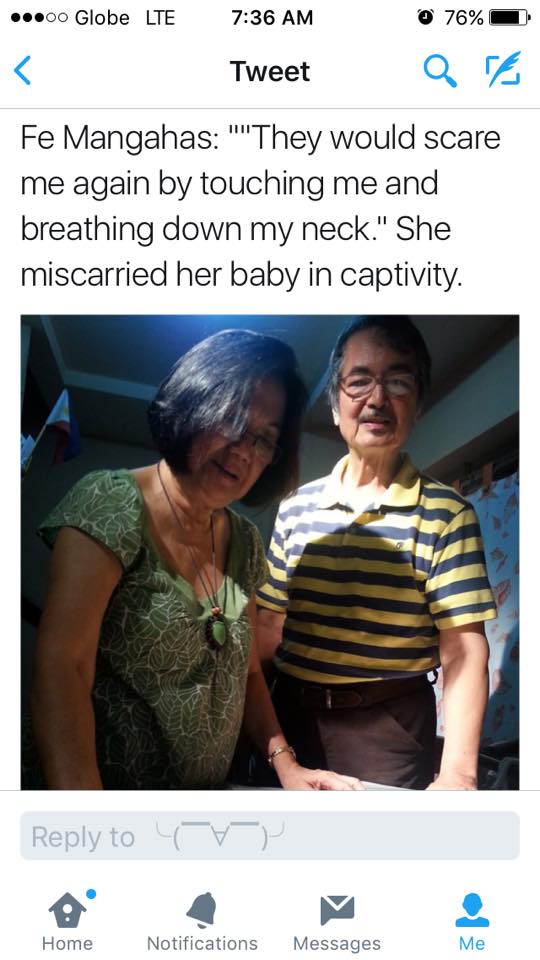 Globe LTE 7:36 AM 76%
Tweet
Fe Mangahas: ""They would scare
me again by touching me and
breathing down my neck." She
miscarried her baby in captivity.
Reply to ╰(￣∀￣)╯
Home Notifications Messages Me